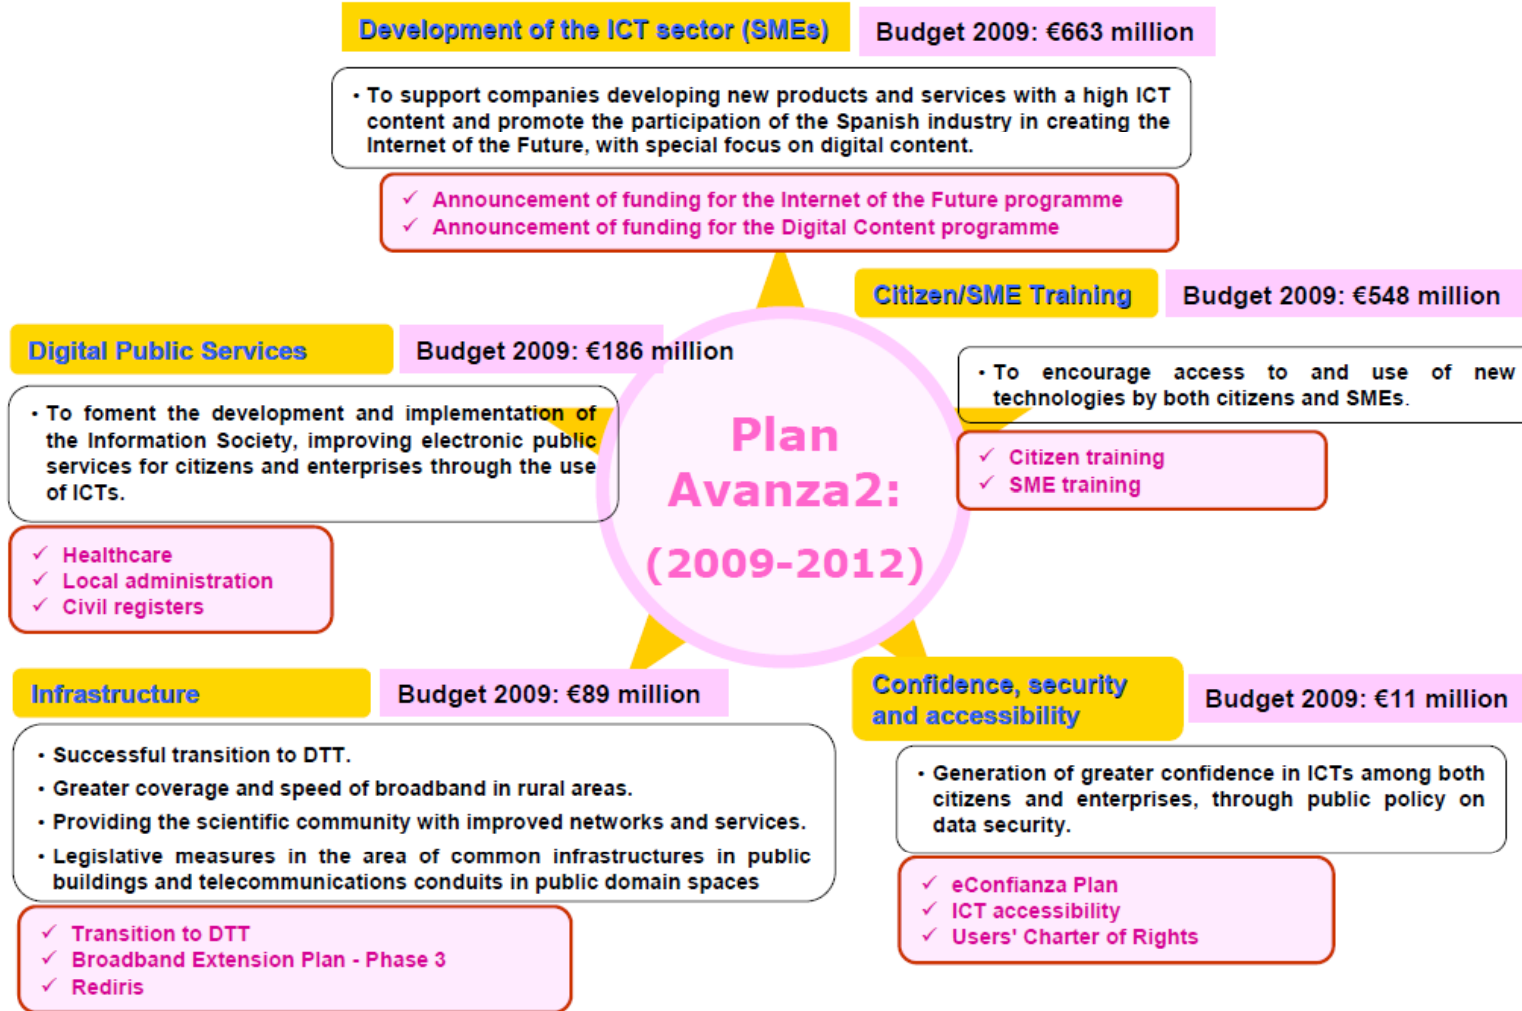 Development of the ICT sector (SMEs)
Budget 2009: €663 million
• To support companies developing new products and services with a high ICT
content and promote the participation of the Spanish industry in creating the
Internet of the Future, with special focus on digital content.
✓ Announcement of funding for the Internet of the Future programme
✓ Announcement of funding for the Digital Content programme
Citizen/SME Training
Budget 2009: €548 million
• To encourage access to and use of new
technologies by both citizens and SMEs.
✓ Citizen training
✓ SME training
Digital Public Services
Budget 2009: €186 million
• To foment the development and implementation of
the Information Society, improving electronic public
services for citizens and enterprises through the use
of ICTs.
✓ Healthcare
✓ Local administration
✓ Civil registers
Plan
Avanza2:
(2009-2012)
Infrastructure
Budget 2009: €89 million
• Successful transition to DTT.
• Greater coverage and speed of broadband in rural areas.
• Providing the scientific community with improved networks and services.
• Legislative measures in the area of common infrastructures in public
buildings and telecommunications conduits in public domain spaces
✓ Transition to DTT
✓ Broadband Extension Plan - Phase 3
✓ Rediris
Confidence, security
and accessibility
Budget 2009: €11 million
• Generation of greater confidence in ICTs among both
citizens and enterprises, through public policy on
data security.
✓ eConfianza Plan
✓ ICT accessibility
✓ Users' Charter of Rights